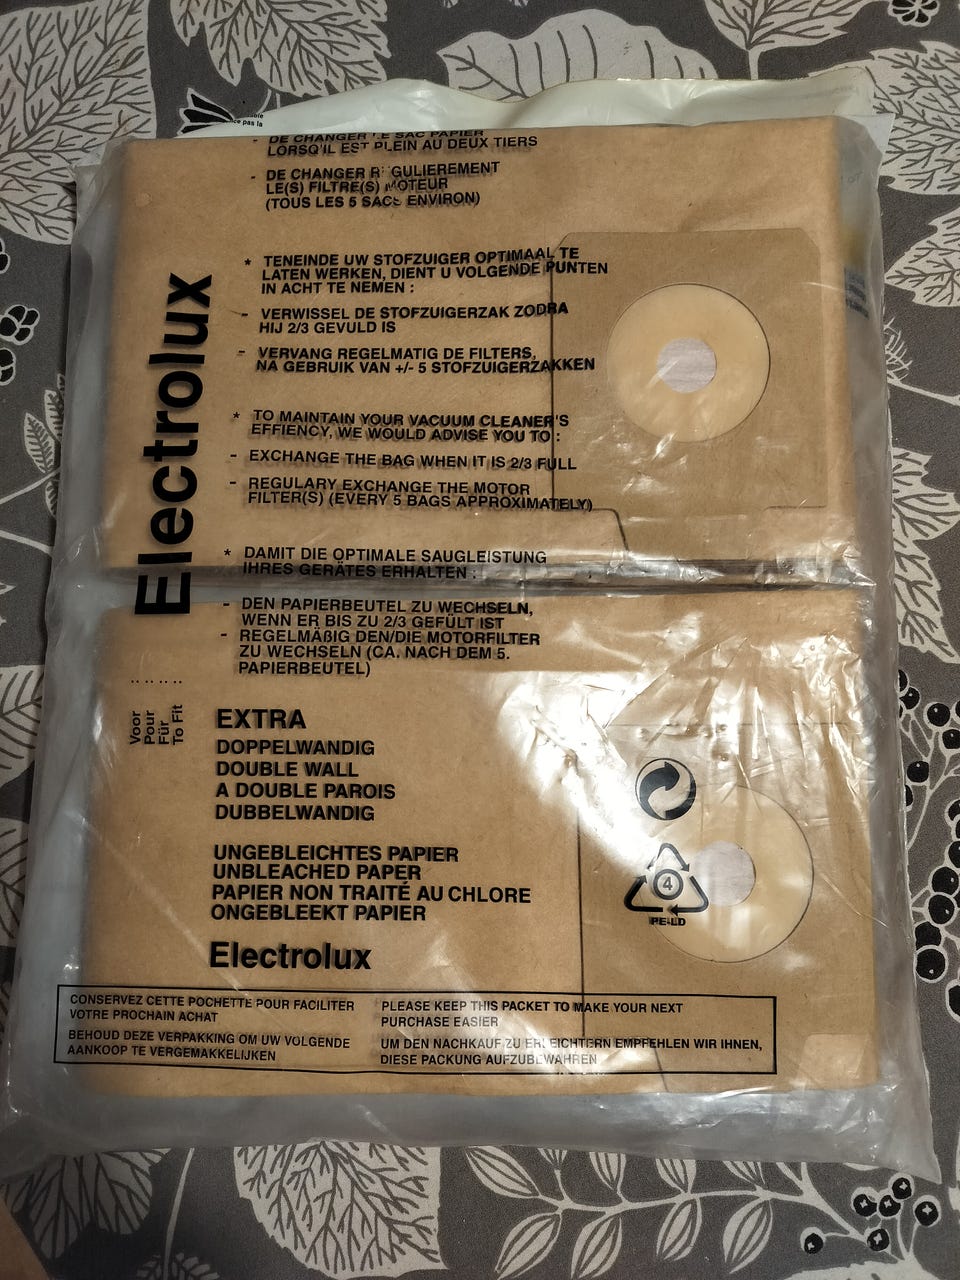 ce pas la
- DE CHANGER LE SAC PAPIER
LORSQ'IL EST PLEIN AU DEUX TIERS
- DE CHANGER RÉGULIEREMENT
LE(S) FILTRE(S) MOTEUR
(TOUS LES 5 SACS ENVIRON)
* TENEINDE UW STOFZUIGER OPTIMAAL TE
LATEN WERKEN, DIENT U VOLGENDE PUNTEN
IN ACHT TE NEMEN :
- VERWISSEL DE STOFZUIGERZAK ZODRA
HIJ 2/3 GEVULD IS
- VERVANG REGELMATIG DE FILTERS,
NA GEBRUIK VAN +/- 5 STOFZUIGERZAKKEN
* TO MAINTAIN YOUR VACUUM CLEANER'S
EFFIENCY, WE WOULD ADVISE YOU TO :
- EXCHANGE THE BAG WHEN IT IS 2/3 FULL
- REGULARY EXCHANGE THE MOTOR
FILTER(S) (EVERY 5 BAGS APPROXIMATELY)
* DAMIT DIE OPTIMALE SAUGLEISTUNG
IHRES GERÄTES ERHALTEN :
- DEN PAPIERBEUTEL ZU WECHSELN,
WENN ER BIS ZU 2/3 GEFÜLT IST
- REGELMÄßIG DEN/DIE MOTORFILTER
ZU WECHSELN (CA. NACH DEM 5.
PAPIERBEUTEL)
Electrolux
Voor :
Pour :
Für :
To Fit :
EXTRA
DOPPELWANDIG
DOUBLE WALL
A DOUBLE PAROIS
DUBBELWANDIG
UNGEBLEICHTES PAPIER
UNBLEACHED PAPER
PAPIER NON TRAITÉ AU CHLORE
ONGEBLEEKT PAPIER
Electrolux
4
PE-LD
CONSERVEZ CETTE POCHETTE POUR FACILITER
VOTRE PROCHAIN ACHAT
BEHOUD DEZE VERPAKKING OM UW VOLGENDE
AANKOOP TE VERGEMAKKELIJKEN
PLEASE KEEP THIS PACKET TO MAKE YOUR NEXT
PURCHASE EASIER
UM DEN NACHKAUF ZU ERLEICHTERN EMPFEHLEN WIR IHNEN,
DIESE PACKUNG AUFZUBEWAHREN